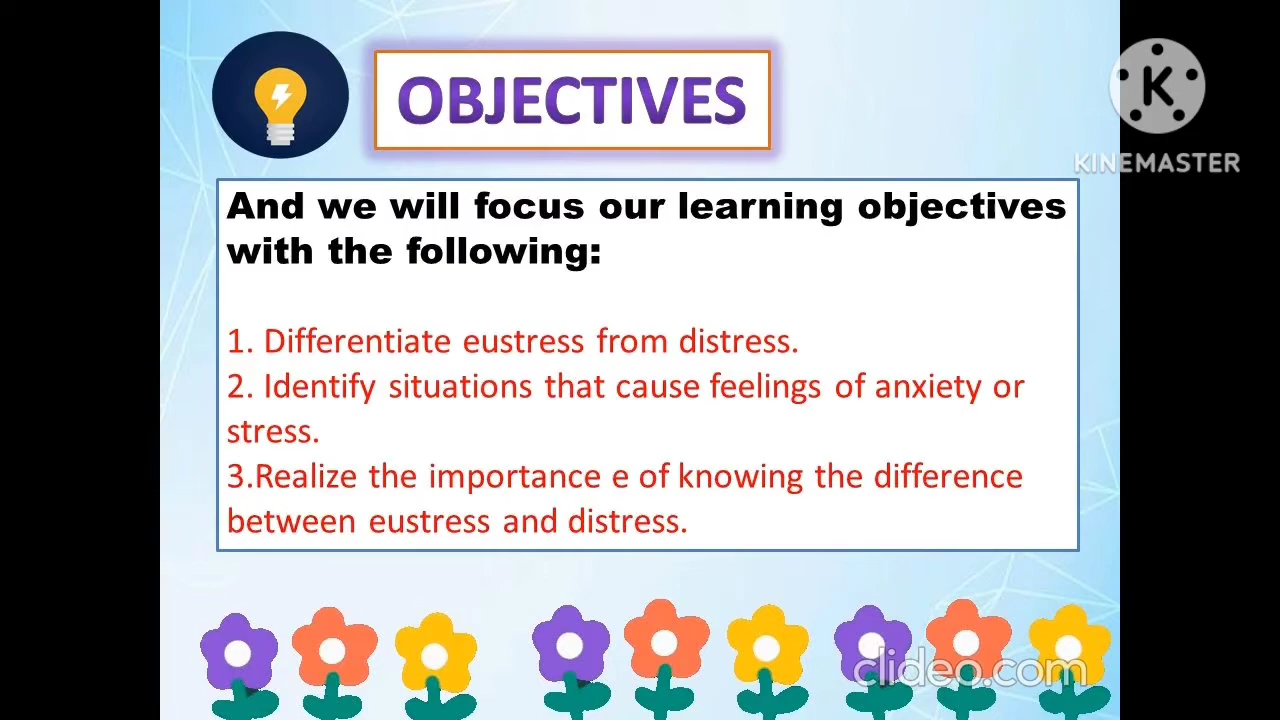 OBJECTIVES
K
KINEMASTER
And we will focus our learning objectives
with the following:
1. Differentiate eustress from distress.
2. Identify situations that cause feelings of anxiety or
stress.
3.Realize the importance e of knowing the difference
between eustress and distress.
clideo.com